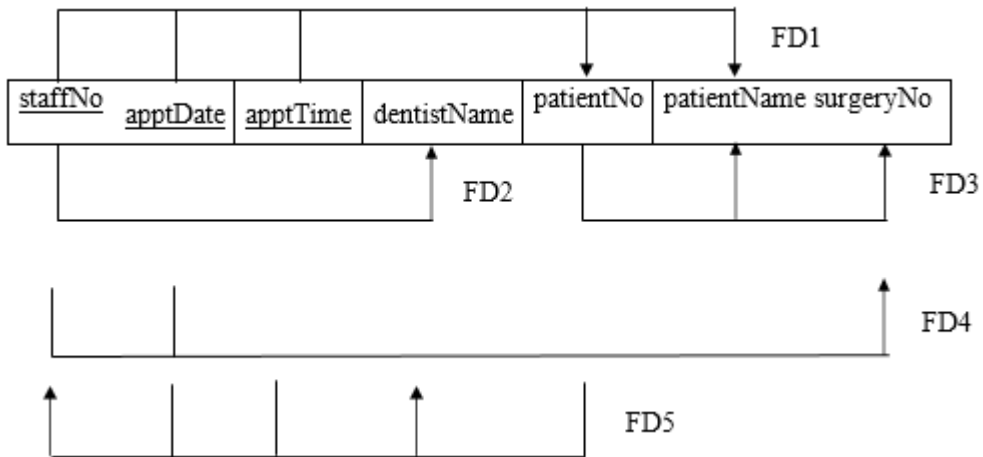 FD1
staffNo apptDate apptTime dentistName patientNo patientName surgeryNo
FD2
FD3
FD4
FD5